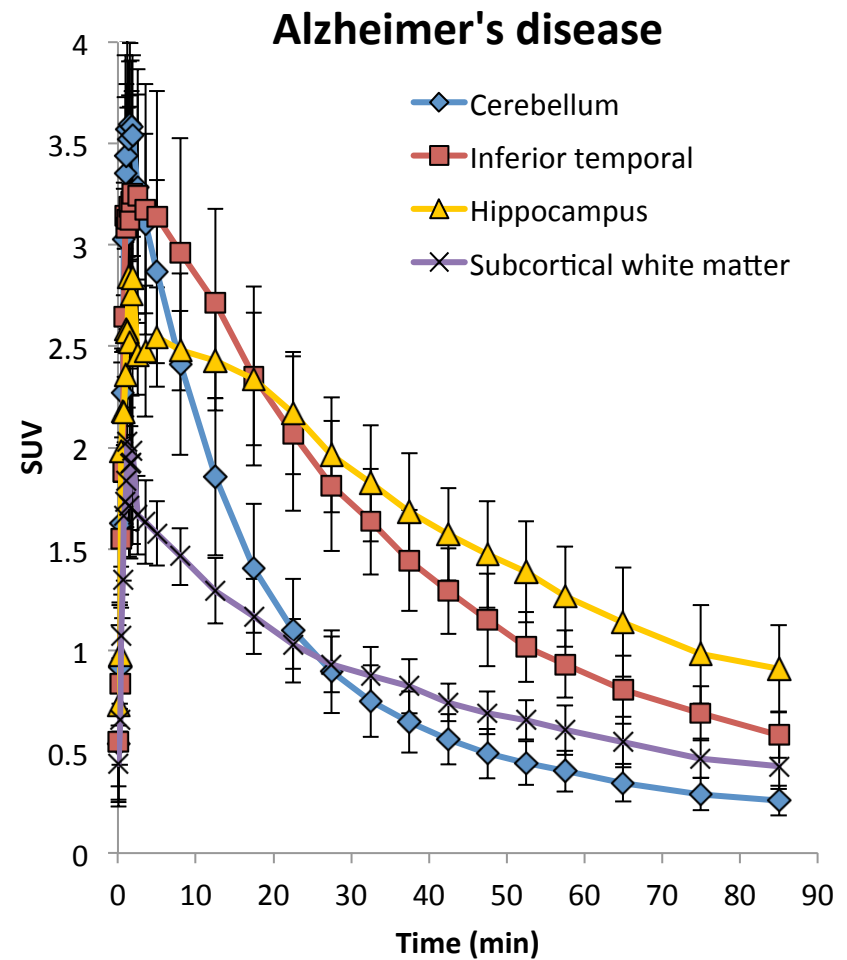 Alzheimer's disease
Cerebellum
Inferior temporal
Hippocampus
Subcortical white matter
SUV
4
3.5
3
2.5
2
1.5
1
0.5
0
0 10 20 30 40 50 60 70 80 90
Time (min)